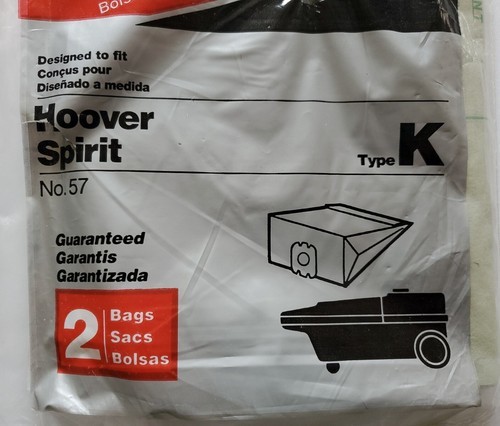 Designed to fit
Conçus pour
Diseñado a medida
Hoover
Spirit
Type K
No. 57
Guaranteed
Garantis
Garantizada
2 Bags
Sacs
Bolsas